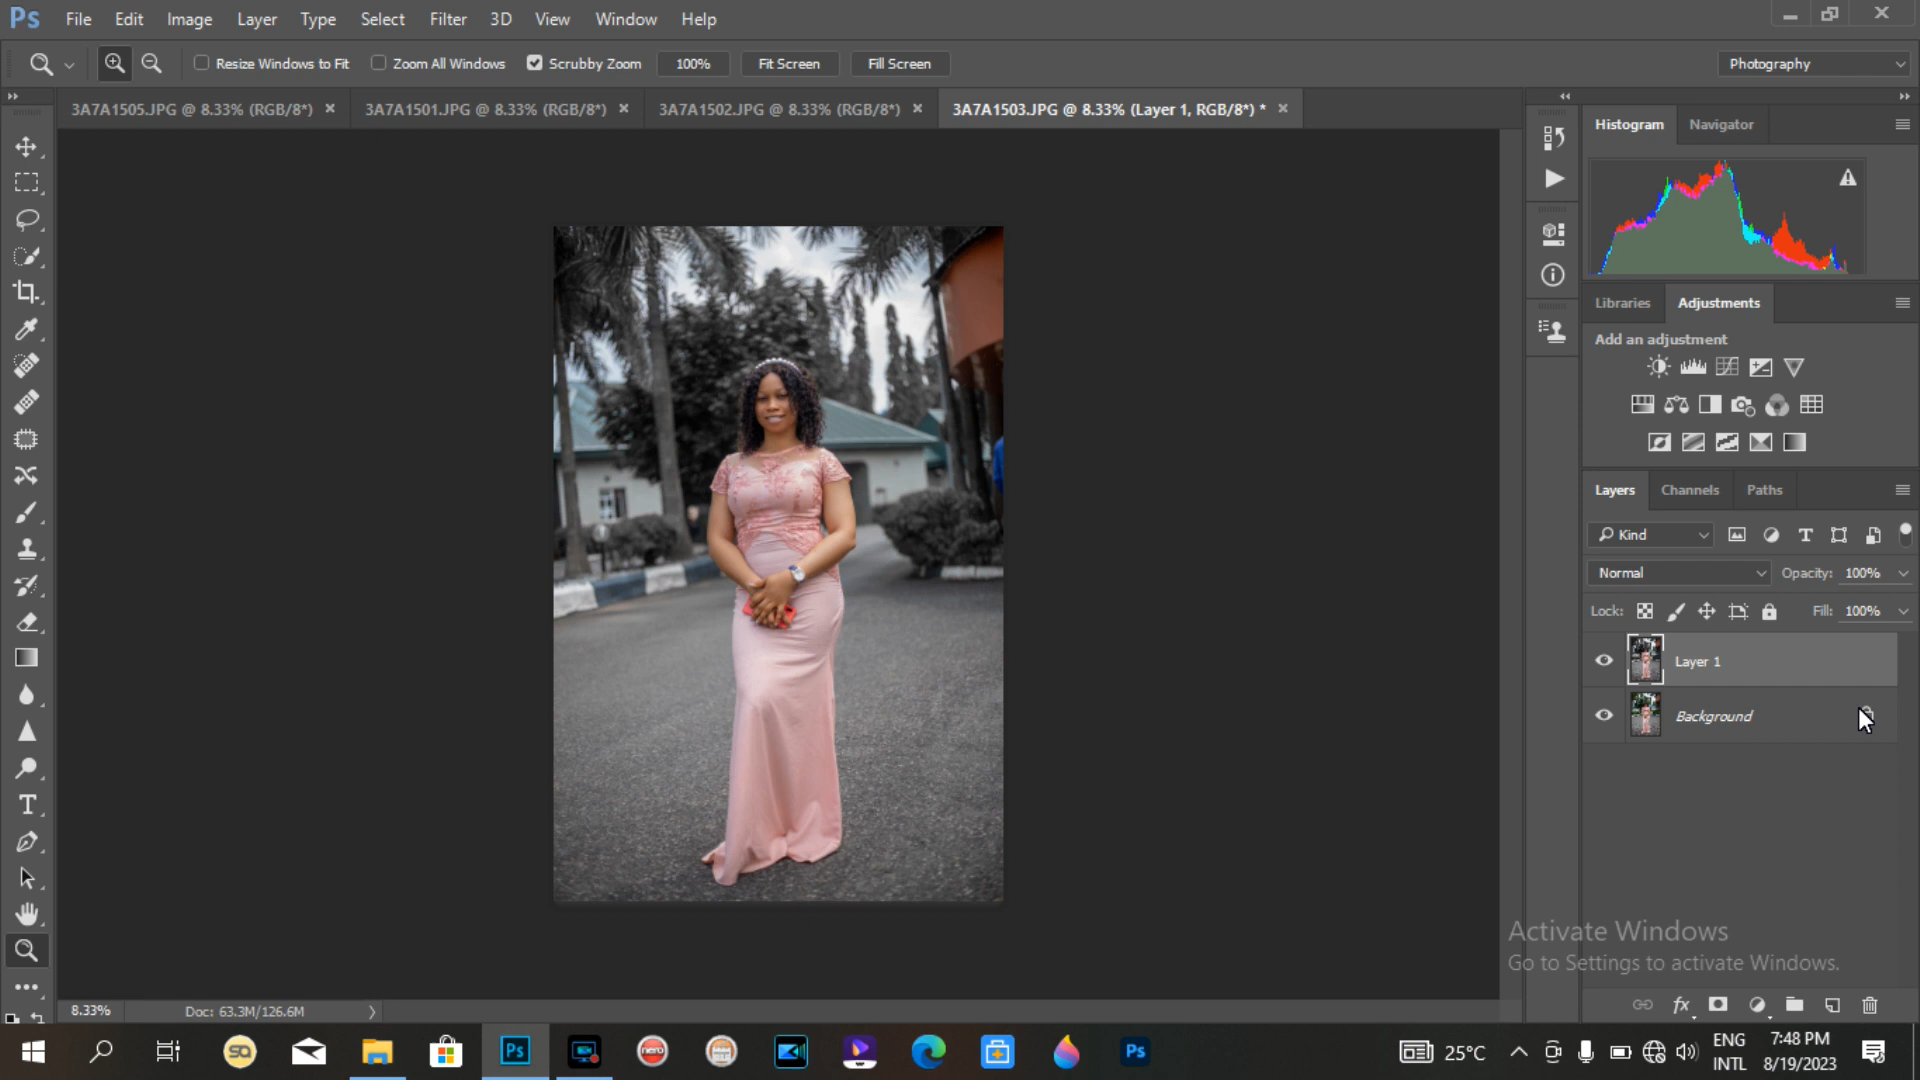 Ps File Edit Image Layer Type Select Filter 3D View Window Help
Resize Windows to Fit Zoom All Windows Scrubby Zoom 100% Fit Screen Fill Screen Photography
3A7A1505.JPG @ 8.33% (RGB/8*) × 3A7A1501.JPG @ 8.33% (RGB/8*) × 3A7A1502.JPG @ 8.33% (RGB/8*) × 3A7A1503.JPG @ 8.33% (Layer 1, RGB/8*) * ×
Histogram Navigator
Libraries Adjustments
Add an adjustment
Layers Channels Paths
Kind
Normal Opacity: 100%
Lock: Fill: 100%
Layer 1
Background
Activate Windows
Go to Settings to activate Windows.
8.33% Doc: 63.3M/126.6M
SQ Ps nero Ps 25°C ENG 7:48 PM
INTL 8/19/2023